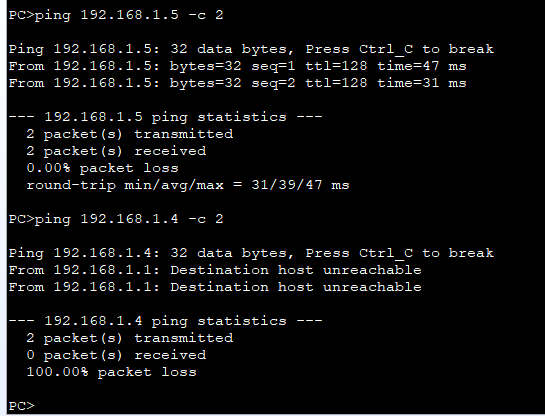 PC>ping 192.168.1.5 -c 2
Ping 192.168.1.5: 32 data bytes, Press Ctrl_C to break
From 192.168.1.5: bytes=32 seq=1 ttl=128 time=47 ms
From 192.168.1.5: bytes=32 seq=2 ttl=128 time=31 ms
--- 192.168.1.5 ping statistics ---
2 packet(s) transmitted
2 packet(s) received
0.00% packet loss
round-trip min/avg/max = 31/39/47 ms
PC>ping 192.168.1.4 -c 2
Ping 192.168.1.4: 32 data bytes, Press Ctrl_C to break
From 192.168.1.1: Destination host unreachable
From 192.168.1.1: Destination host unreachable
--- 192.168.1.4 ping statistics ---
2 packet(s) transmitted
0 packet(s) received
100.00% packet loss
PC>